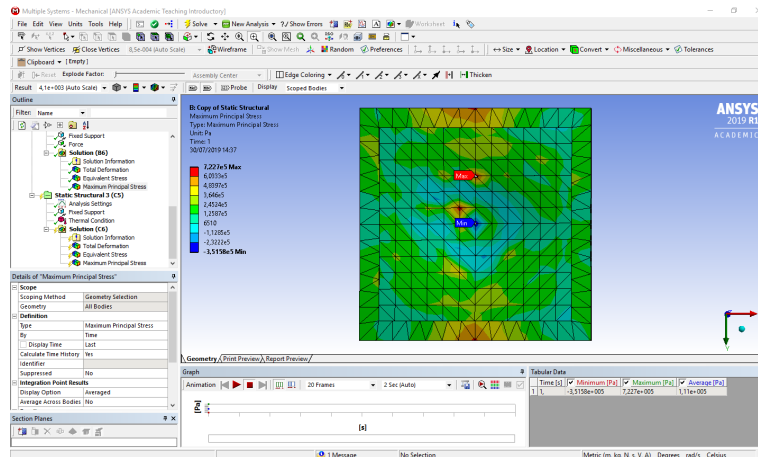 Multiple Systems - Mechanical [ANSYS Academic Teaching Introductory]
File Edit View Units Tools Help Solve New Analysis ?/ Show Errors Worksheet
Show Vertices Close Vertices 8,5e-004 (Auto Scale) Wireframe Show Mesh Random Preferences Size Location Convert Miscellaneous Tolerances
Clipboard [Empty]
Reset Explode Factor: Assembly Center Edge Coloring Thicken
Result 4,1e+003 (Auto Scale) Probe Display Scoped Bodies
Outline
Filter: Name
Fixed Support
Force
Solution (B6)
Solution Information
Total Deformation
Equivalent Stress
Maximum Principal Stress
Static Structural 3 (C5)
Analysis Settings
Fixed Support
Thermal Condition
Solution (C6)
Solution Information
Total Deformation
Equivalent Stress
Maximum Principal Stress
Details of "Maximum Principal Stress"
Scope
Scoping Method Geometry Selection
Geometry All Bodies
Definition
Type Maximum Principal Stress
By Time
Display Time Last
Calculate Time History Yes
Identifier
Suppressed No
Integration Point Results
Display Option Averaged
Average Across Bodies No
Section Planes
B: Copy of Static Structural
Maximum Principal Stress
Type: Maximum Principal Stress
Unit: Pa
Time: 1
30/07/2019 14:37
7,227e5 Max
6,0333e5
4,8397e5
3,646e5
2,4524e5
1,2587e5
6510
-1,1285e5
-2,3222e5
-3,5158e5 Min
Max
Min
ANSYS
2019 R1
ACADEMIC
Y
Geometry Print Preview Report Preview
Graph
Animation 20 Frames 2 Sec (Auto)
[Pa]
[s]
Tabular Data
Time [s] Minimum [Pa] Maximum [Pa] Average [Pa]
1 1, -3,5158e+005 7,227e+005 1,11e+005
1 Message No Selection Metric (m, kg, N, s, V, A) Degrees rad/s Celsius